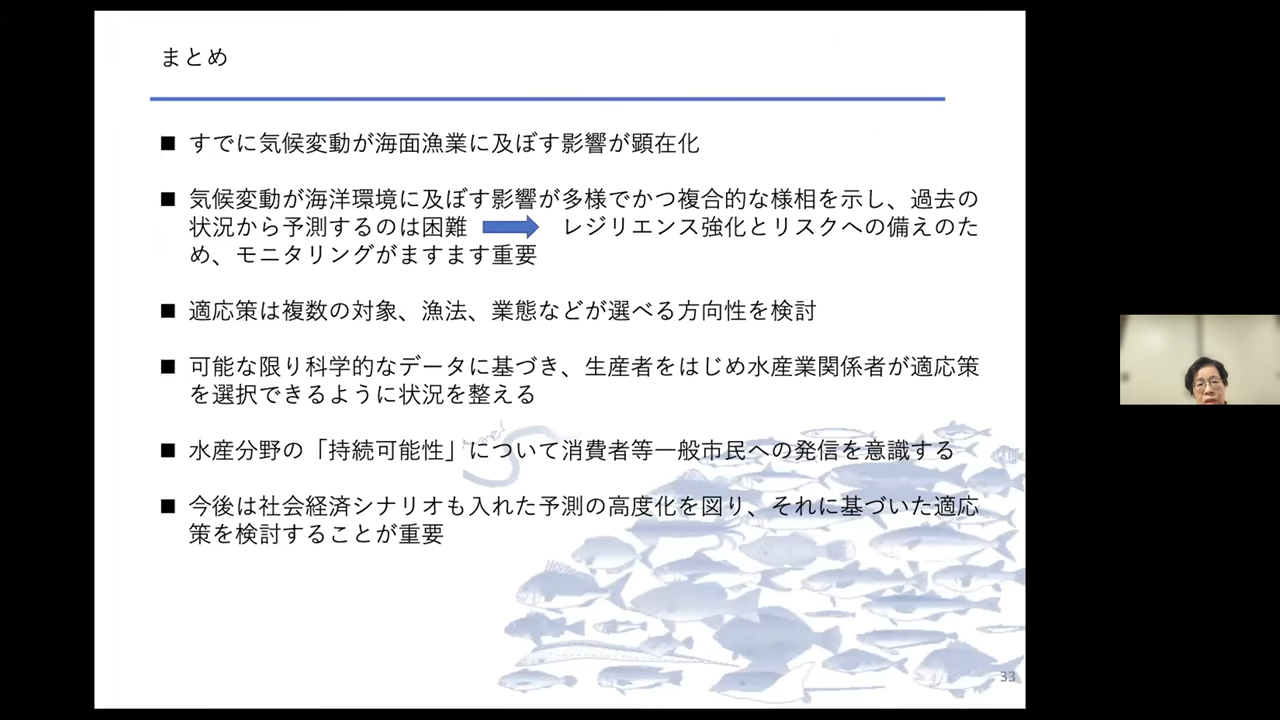 まとめ
■ すでに気候変動が海面漁業に及ぼす影響が顕在化
■ 気候変動が海洋環境に及ぼす影響が多様でかつ複合的な様相を示し、過去の
状況から予測するのは困難 レジリエンス強化とリスクへの備えのた
め、モニタリングがますます重要
■ 適応策は複数の対象、漁法、業態などが選べる方向性を検討
■ 可能な限り科学的なデータに基づき、生産者をはじめ水産業関係者が適応策
を選択できるように状況を整える
■ 水産分野の「持続可能性」について消費者等一般市民への発信を意識する
■ 今後は社会経済シナリオも入れた予測の高度化を図り、それに基づいた適応
策を検討することが重要
33